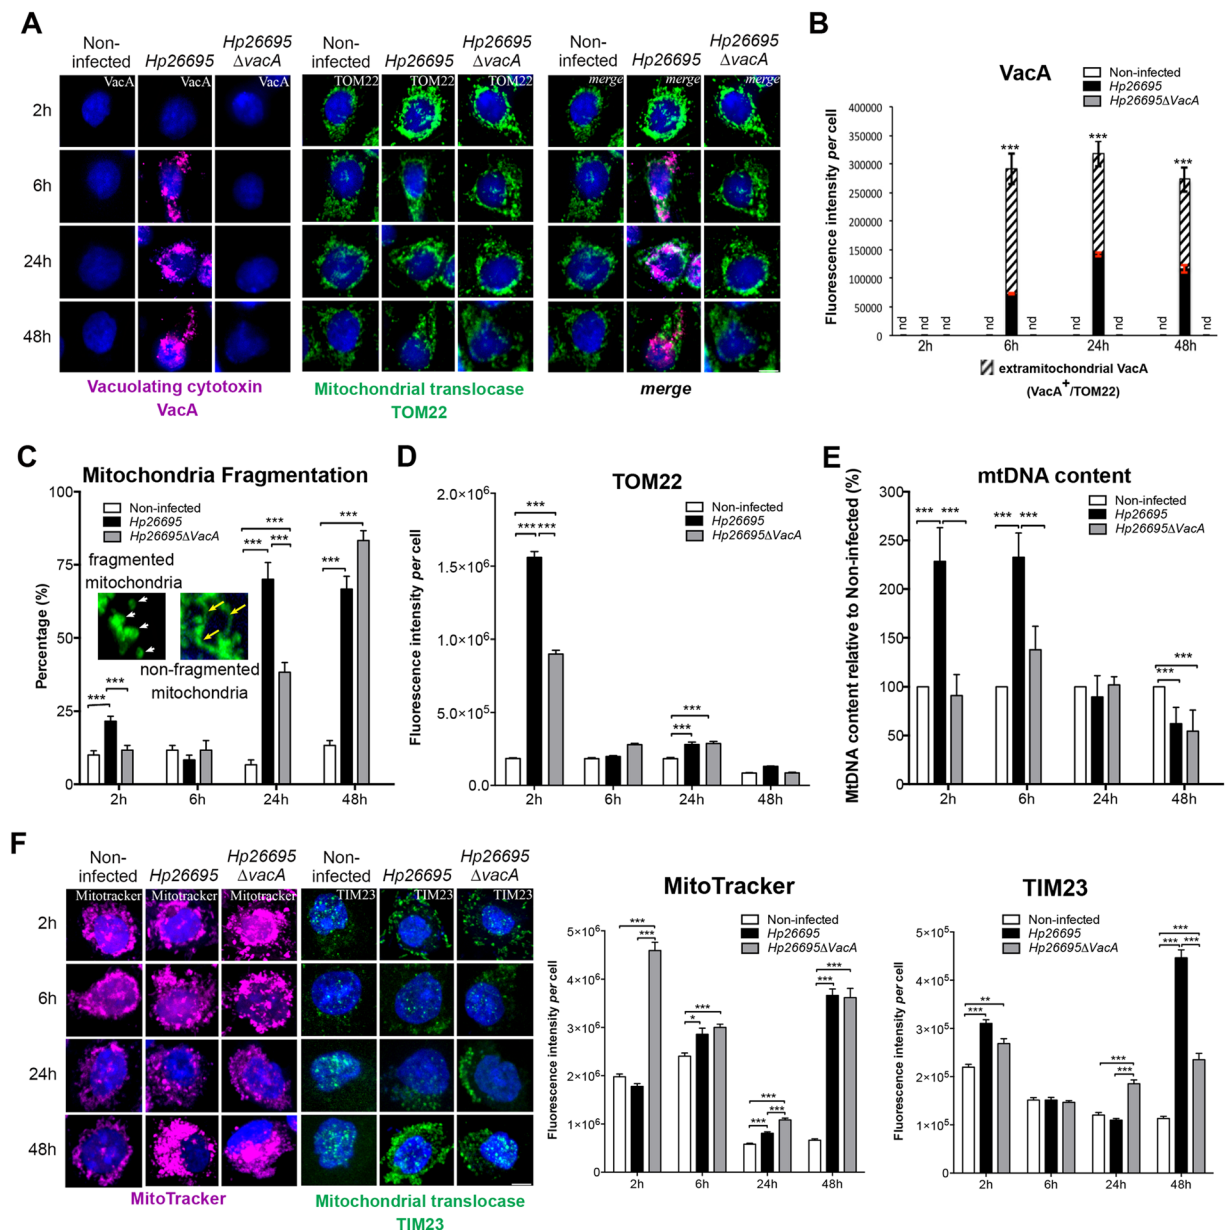 A
Non-
infected
Hp26695
Hp26695
ΔvacA
Non-
infected
Hp26695
Hp26695
ΔvacA
Non-
infected
Hp26695
Hp26695
ΔvacA
VacA
VacA
VacA
TOM22
TOM22
TOM22
merge
merge
merge
2h
6h
24h
48h
Vacuolating cytotoxin
VacA
Mitochondrial translocase
TOM22
merge
B
VacA
Non-infected
Hp26695
Hp26695ΔVacA
Fluorescence intensity per cell
400000
350000
300000
250000
200000
150000
100000
50000
0
***
***
***
nd nd nd
nd nd
nd nd
nd nd
2h
6h
24h
48h
extramitochondrial VacA
(VacA+/TOM22)
C
Mitochondria Fragmentation
Non-infected
Hp26695
Hp26695ΔVacA
Percentage (%)
100
75
50
25
0
fragmented
mitochondria
non-fragmented
mitochondria
*** ***
*** *** ***
*** ***
2h
6h
24h
48h
D
TOM22
Non-infected
Hp26695
Hp26695ΔVacA
Fluorescence intensity per cell
2.0×10⁶
1.5×10⁶
1.0×10⁶
5.0×10⁵
0.0
***
*** ***
***
***
2h
6h
24h
48h
E
mtDNA content
Non-infected
Hp26695
Hp26695ΔVacA
MtDNA content relative to Non-infected (%)
300
250
200
150
100
50
0
*** ***
*** ***
***
***
2h
6h
24h
48h
F
Non-
infected
Hp26695
Hp26695
ΔvacA
Non-
infected
Hp26695
Hp26695
ΔvacA
Mitotracker
Mitotracker
Mitotracker
TIM23
TIM23
TIM23
2h
6h
24h
48h
MitoTracker
Mitochondrial translocase
TIM23
MitoTracker
Non-infected
Hp26695
Hp26695ΔVacA
Fluorescence intensity per cell
5×10⁶
4×10⁶
3×10⁶
2×10⁶
1×10⁶
0
***
***
***
*
***
***
***
***
***
2h
6h
24h
48h
TIM23
Non-infected
Hp26695
Hp26695ΔVacA
Fluorescence intensity per cell
5×10⁵
4×10⁵
3×10⁵
2×10⁵
1×10⁵
0
**
***
***
***
***
*** ***
2h
6h
24h
48h